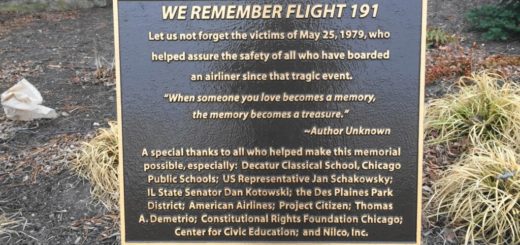 WE REMEMBER FLIGHT 191
Let us not forget the victims of May 25, 1979, who
helped assure the safety of all who have boarded
an airliner since that tragic event.
"When someone you love becomes a memory,
the memory becomes a treasure."
~Author Unknown
A special thanks to all who helped make this memorial
possible, especially: Decatur Classical School, Chicago
Public Schools; US Representative Jan Schakowsky;
IL State Senator Dan Kotowski; the Des Plaines Park
District; American Airlines; Project Citizen; Thomas
A. Demetrio; Constitutional Rights Foundation Chicago;
Center for Civic Education; and Nilco, Inc.